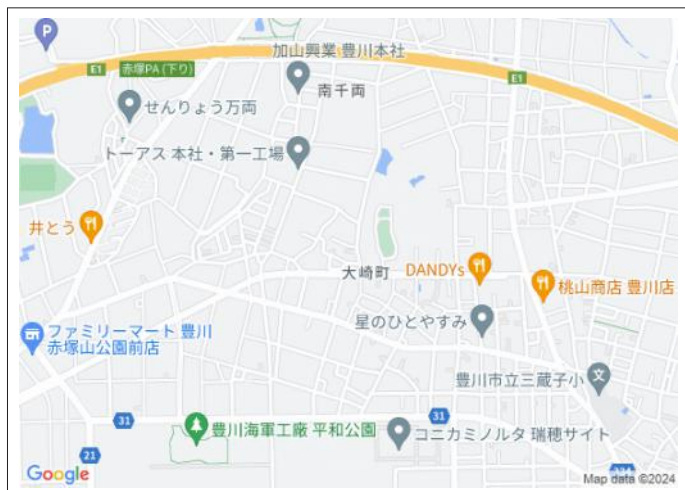 P
加山興業 豊川本社
E1
赤塚PA (下り)
E1
南千両
せんりょう万両
トーアス 本社・第一工場
井とう
大崎町
DANDYs
桃山商店 豊川店
星のひとやすみ
ファミリーマート 豊川
赤塚山公園前店
豊川市立三蔵子小
文
31
31
豊川海軍工廠 平和公園
コニカミノルタ 瑞穂サイト
21
Google
Map data ©2024